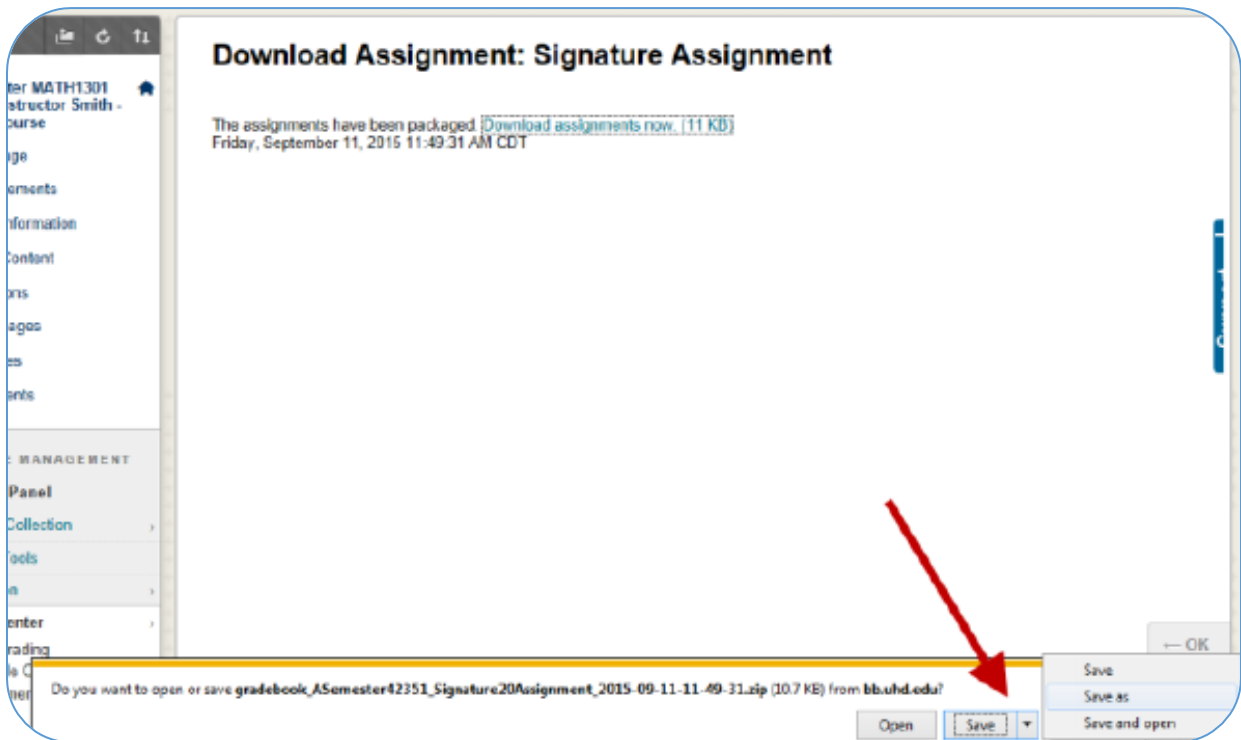 Download Assignment: Signature Assignment
The assignments have been packaged. Download assignments now. (11 KB)
Friday, September 11, 2015 11:49:31 AM CDT
ter MATH1301
structor Smith -
ourse
age
ements
nformation
Content
ons
ages
es
ents
E MANAGEMENT
Panel
Collection
Tools
n
enter
rading
← OK
Do you want to open or save gradebook_ASemester42351_Signature20Assignment_2015-09-11-11-49-31.zip (10.7 KB) from bb.uhd.edu?
Open
Save
Save
Save as
Save and open